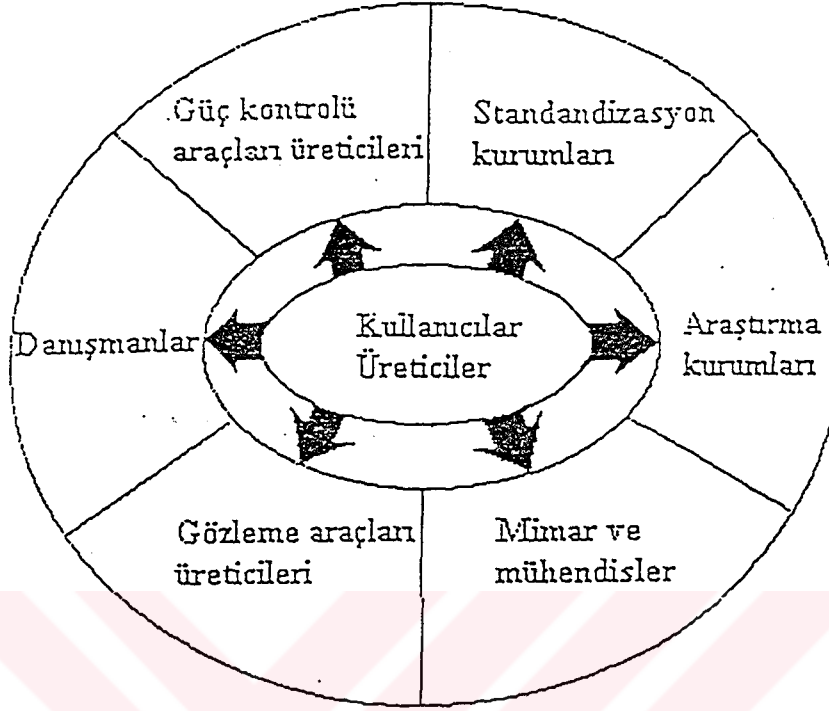 Güç kontrolü
araçları üreticileri
Standandizasyon
kurumları
Danışmanlar
Kullanıcılar
Üreticiler
Araştırma
kurumları
Gözleme araçları
üreticileri
Mimar ve
mühendisler